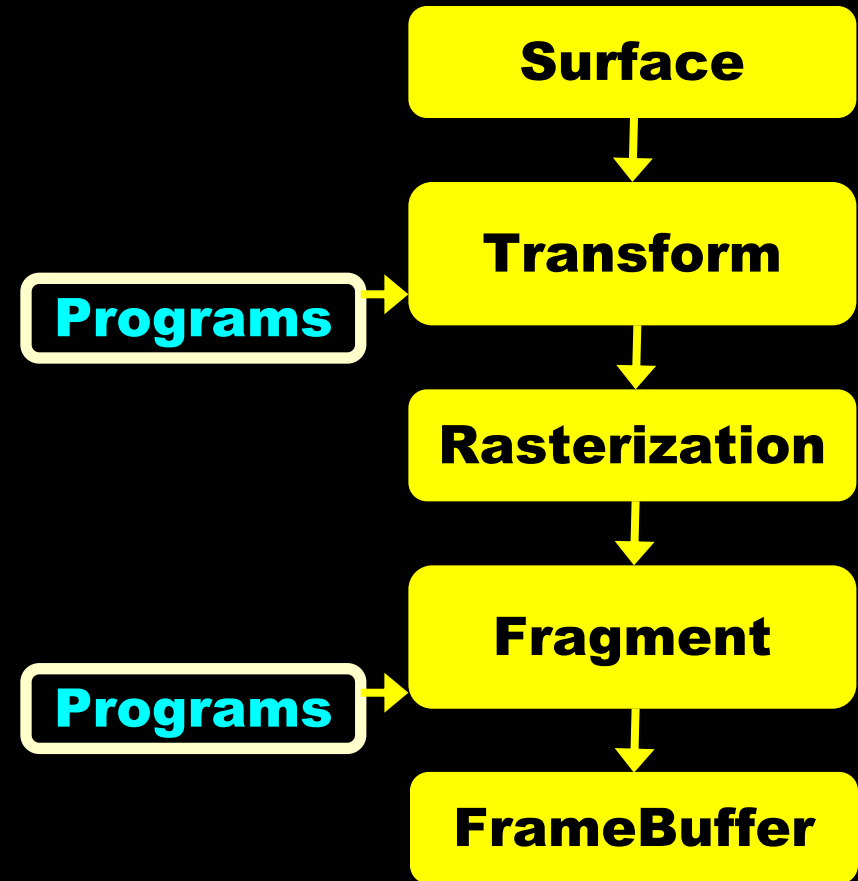 Surface
Transform
Programs
Rasterization
Fragment
Programs
FrameBuffer